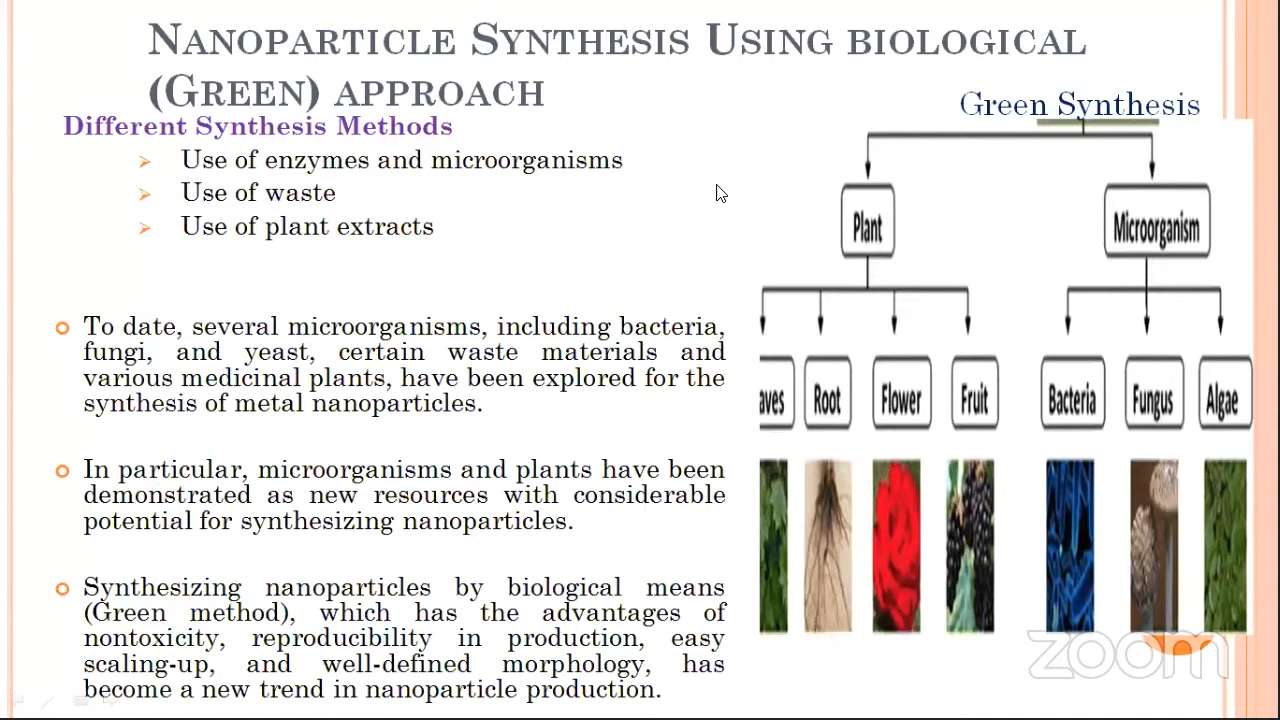 NANOPARTICLE SYNTHESIS USING BIOLOGICAL
(GREEN) APPROACH
Green Synthesis
Different Synthesis Methods
Use of enzymes and microorganisms
Use of waste
Use of plant extracts
To date, several microorganisms, including bacteria,
fungi, and yeast, certain waste materials and
various medicinal plants, have been explored for the
synthesis of metal nanoparticles.
In particular, microorganisms and plants have been
demonstrated as new resources with considerable
potential for synthesizing nanoparticles.
Synthesizing nanoparticles by biological means
(Green method), which has the advantages of
nontoxicity, reproducibility in production, easy
scaling-up, and well-defined morphology, has
become a new trend in nanoparticle production.
Plant
Microorganism
aves
Root
Flower
Fruit
Bacteria
Fungus
Algae
zoom